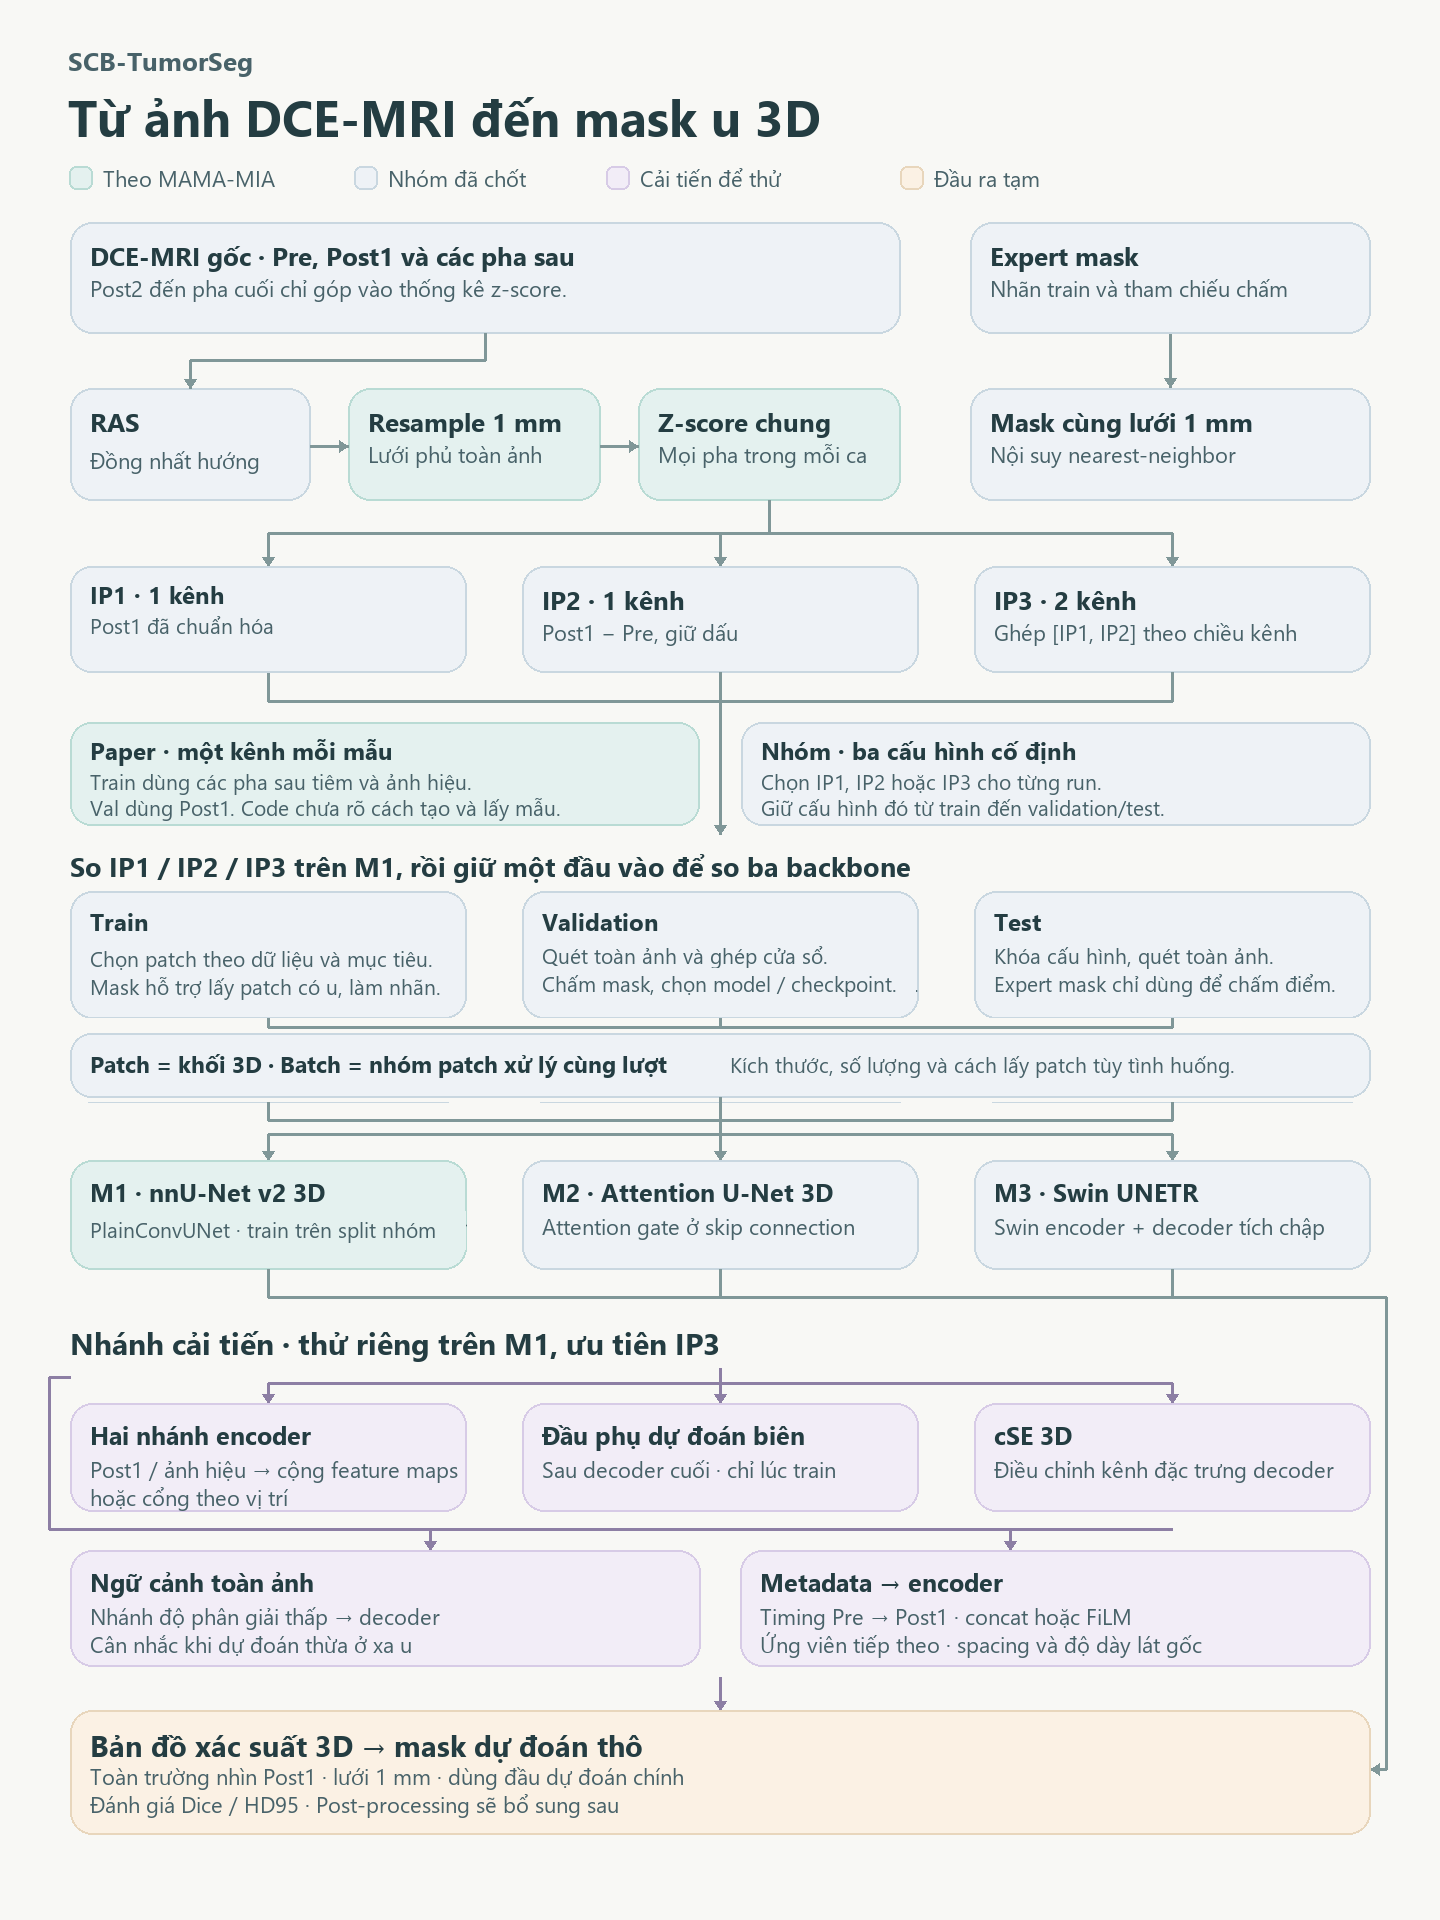 SCB-TumorSeg
Từ ảnh DCE-MRI đến mask u 3D
Theo MAMA-MIA
Nhóm đã chốt
Cải tiến để thử
Đầu ra tạm
DCE-MRI gốc · Pre, Post1 và các pha sau
Post2 đến pha cuối chỉ góp vào thống kê z-score.
Expert mask
Nhãn train và tham chiếu chấm
RAS
Đồng nhất hướng
Resample 1 mm
Lưới phủ toàn ảnh
Z-score chung
Mọi pha trong mỗi ca
Mask cùng lưới 1 mm
Nội suy nearest-neighbor
IP1 · 1 kênh
Post1 đã chuẩn hóa
IP2 · 1 kênh
Post1 − Pre, giữ dấu
IP3 · 2 kênh
Ghép [IP1, IP2] theo chiều kênh
Paper · một kênh mỗi mẫu
Train dùng các pha sau tiêm và ảnh hiệu.
Val dùng Post1. Code chưa rõ cách tạo và lấy mẫu.
Nhóm · ba cấu hình cố định
Chọn IP1, IP2 hoặc IP3 cho từng run.
Giữ cấu hình đó từ train đến validation/test.
So IP1 / IP2 / IP3 trên M1, rồi giữ một đầu vào để so ba backbone
Train
Chọn patch theo dữ liệu và mục tiêu.
Mask hỗ trợ lấy patch có u, làm nhãn.
Validation
Quét toàn ảnh và ghép cửa sổ.
Chấm mask, chọn model / checkpoint.
Test
Khóa cấu hình, quét toàn ảnh.
Expert mask chỉ dùng để chấm điểm.
Patch = khối 3D · Batch = nhóm patch xử lý cùng lượt
Kích thước, số lượng và cách lấy patch tùy tình huống.
M1 · nnU-Net v2 3D
PlainConvUNet · train trên split nhóm
M2 · Attention U-Net 3D
Attention gate ở skip connection
M3 · Swin UNETR
Swin encoder + decoder tích chập
Nhánh cải tiến · thử riêng trên M1, ưu tiên IP3
Hai nhánh encoder
Post1 / ảnh hiệu → cộng feature maps
hoặc cổng theo vị trí
Đầu phụ dự đoán biên
Sau decoder cuối · chỉ lúc train
cSE 3D
Điều chỉnh kênh đặc trưng decoder
Ngữ cảnh toàn ảnh
Nhánh độ phân giải thấp → decoder
Cân nhắc khi dự đoán thừa ở xa u
Metadata → encoder
Timing Pre → Post1 · concat hoặc FiLM
Ứng viên tiếp theo · spacing và độ dày lát gốc
Bản đồ xác suất 3D → mask dự đoán thô
Toàn trường nhìn Post1 · lưới 1 mm · dùng đầu dự đoán chính
Đánh giá Dice / HD95 · Post-processing sẽ bổ sung sau